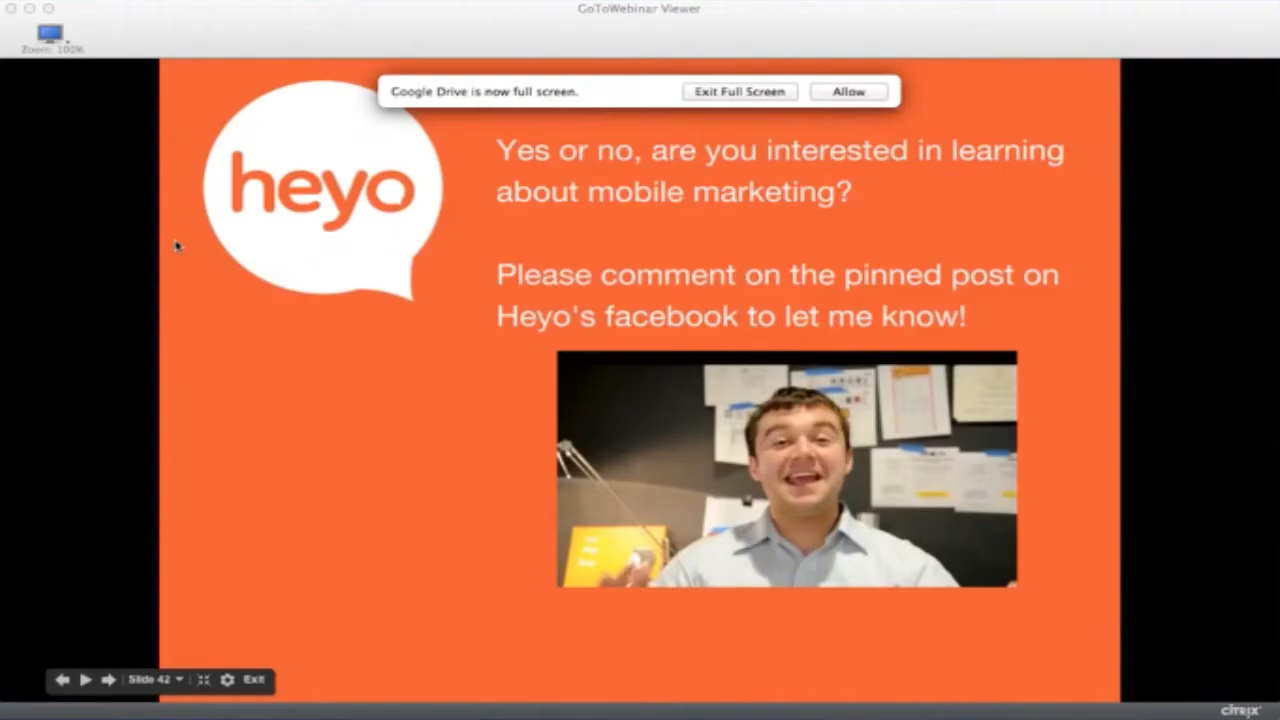 GoToWebinar Viewer
Zoom: 100%
Google Drive is now full screen.
Exit Full Screen
Allow
heyo
Yes or no, are you interested in learning
about mobile marketing?
Please comment on the pinned post on
Heyo's facebook to let me know!
Slide 42
Exit
CITRIX